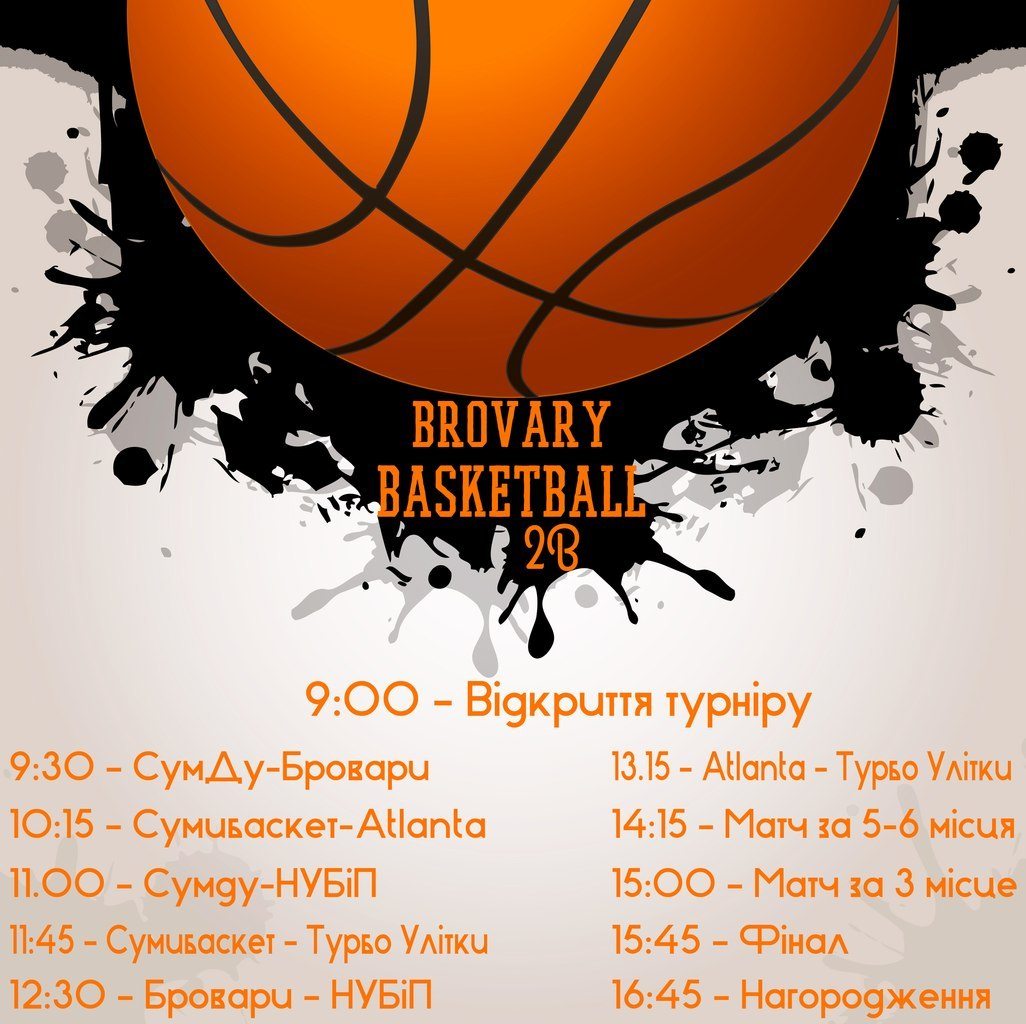 BROVARY
BASKETBALL
2B
9:00 - Відкриття турніру
9:30 - СумДу-Бровари
10:15 - Сумибаскет-Atlanta
11.00 - Сумду-НУБіП
11:45 - Сумибаскет - Турбо Улітки
12:30 - Бровари - НУБіП
13.15 - Atlanta - Турбо Улітки
14:15 - Матч за 5-6 місця
15:00 - Матч за 3 місце
15:45 - Фінал
16:45 - Нагородження